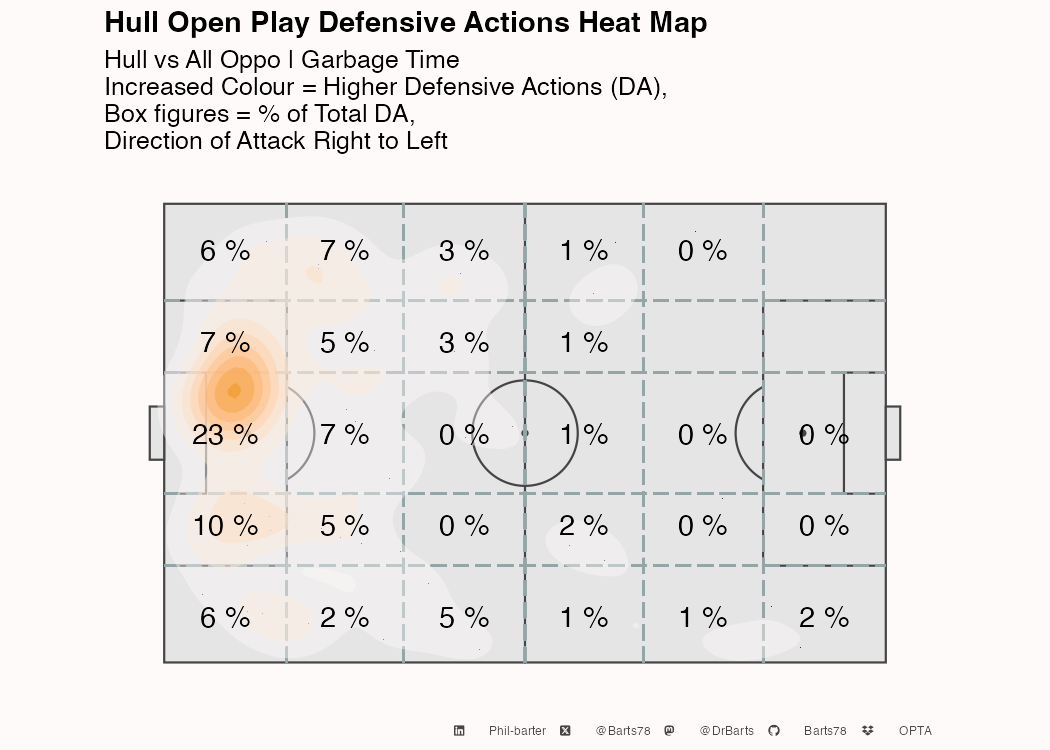 Hull Open Play Defensive Actions Heat Map
Hull vs All Oppo | Garbage Time
Increased Colour = Higher Defensive Actions (DA),
Box figures = % of Total DA,
Direction of Attack Right to Left
6 % 7 % 3 % 1 % 0 %
7 % 5 % 3 % 1 %
23 % 7 % 0 % 1 % 0 % 0 %
10 % 5 % 0 % 2 % 0 % 0 %
6 % 2 % 5 % 1 % 1 % 2 %
Phil-barter @Barts78 @DrBarts Barts78 OPTA